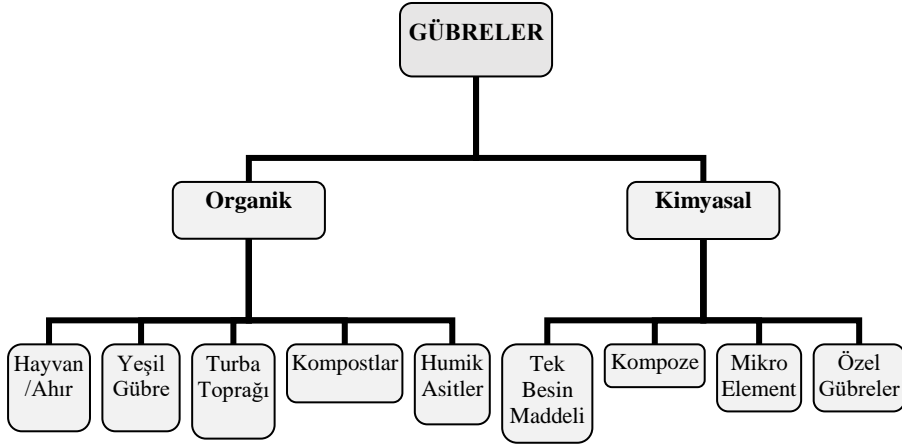 GÜBRELER
Organik
Kimyasal
Hayvan
/Ahır
Yeşil
Gübre
Turba
Toprağı
Kompostlar
Humik
Asitler
Tek
Besin
Maddeli
Kompoze
Mikro
Element
Özel
Gübreler